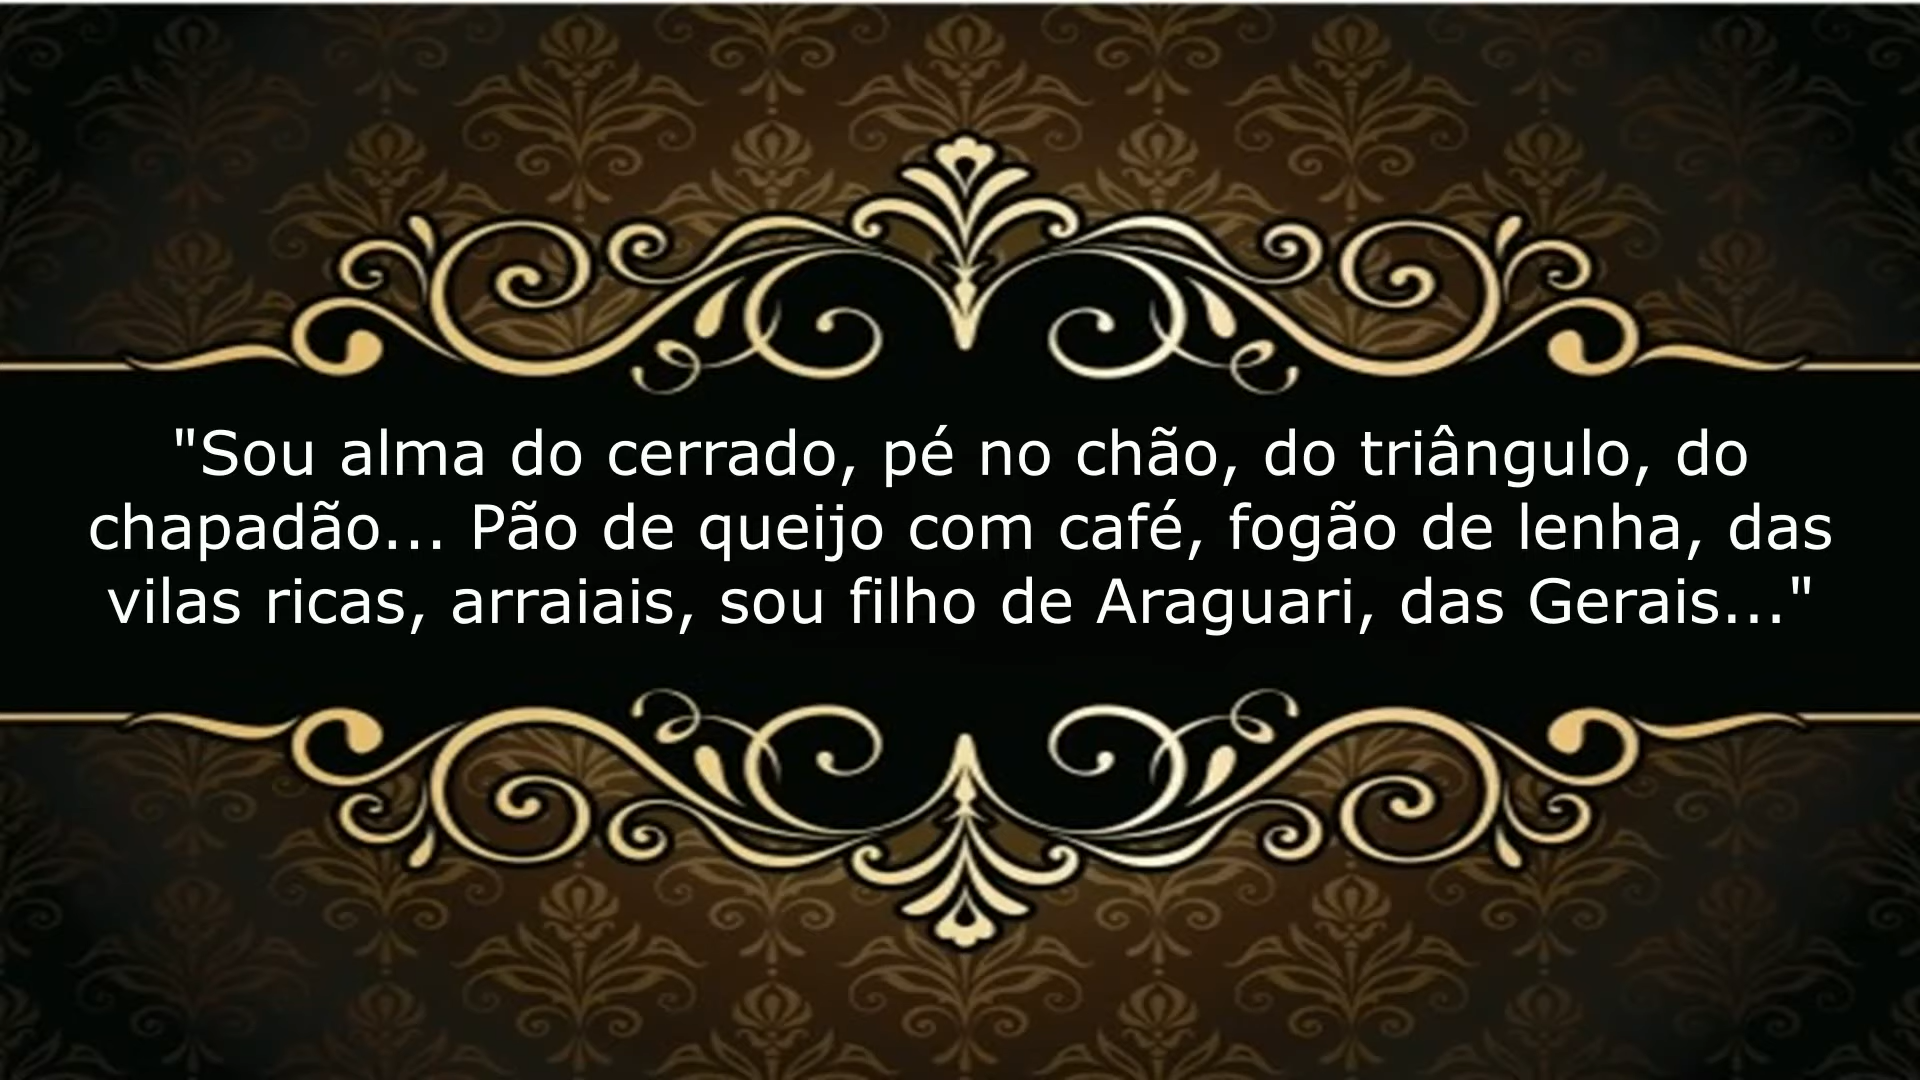 "Sou alma do cerrado, pé no chão, do triângulo, do
chapadão... Pão de queijo com café, fogão de lenha, das
vilas ricas, arraiais, sou filho de Araguari, das Gerais..."